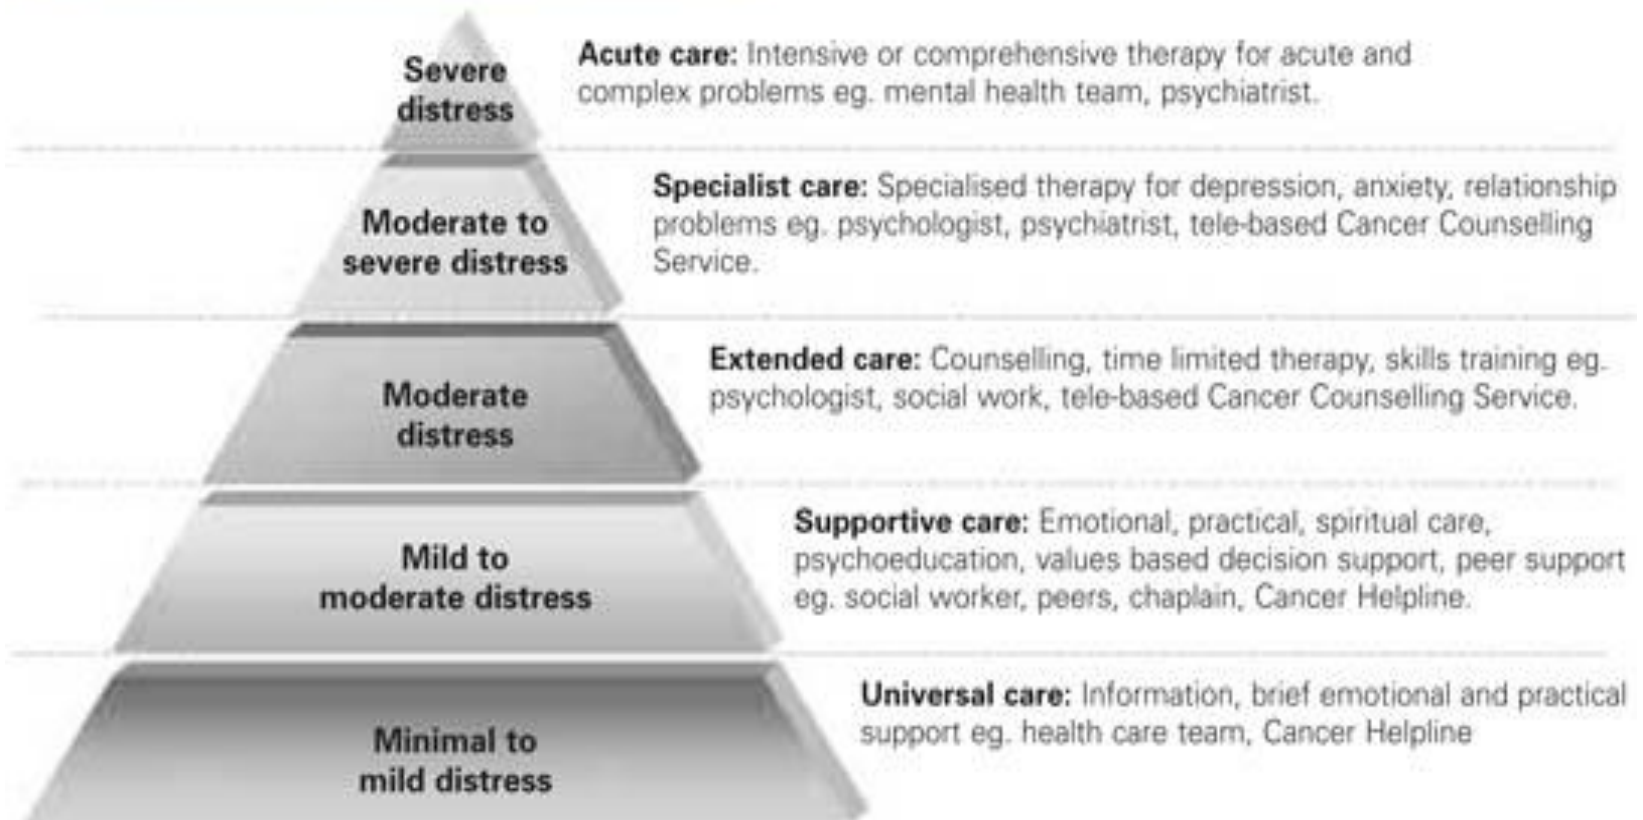 Severe
distress
Acute care: Intensive or comprehensive therapy for acute and
complex problems eg. mental health team, psychiatrist.
Moderate to
severe distress
Specialist care: Specialised therapy for depression, anxiety, relationship
problems eg. psychologist, psychiatrist, tele-based Cancer Counselling
Service.
Moderate
distress
Extended care: Counselling, time limited therapy, skills training eg.
psychologist, social work, tele-based Cancer Counselling Service.
Mild to
moderate distress
Supportive care: Emotional, practical, spiritual care,
psychoeducation, values based decision support, peer support
eg. social worker, peers, chaplain, Cancer Helpline.
Minimal to
mild distress
Universal care: Information, brief emotional and practical
support eg. health care team, Cancer Helpline